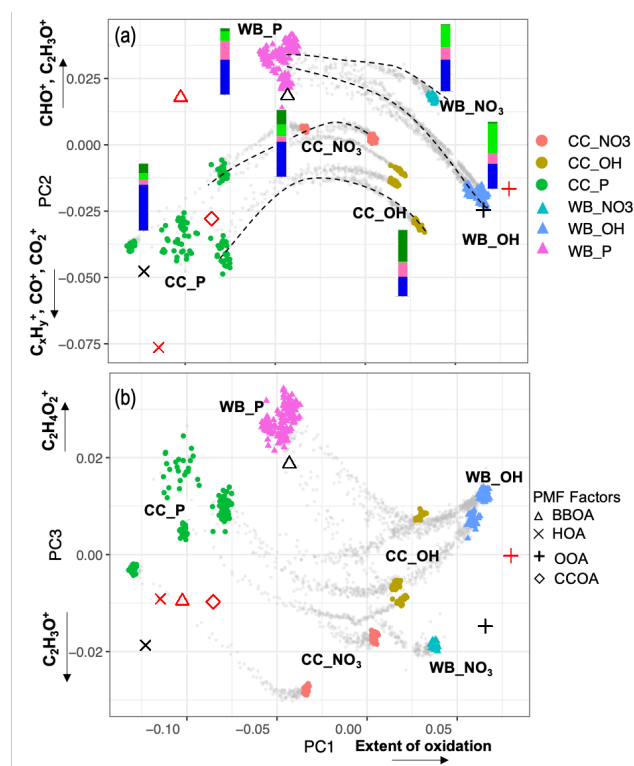 (a)
WB_P
CHO⁺, C₂H₃O⁺
0.025
WB_NO₃
0.000
CC_NO₃
PC2
−0.025
CC_OH
WB_OH
−0.050
CC_P
CₓHᵧ⁺, CO⁺, CO₂⁺
−0.075
CC_NO3
CC_OH
CC_P
WB_NO3
WB_OH
WB_P
(b)
WB_P
C₂H₄O₂⁺
0.02
WB_OH
CC_P
PC3
0.00
CC_OH
C₂H₃O⁺
−0.02
CC_NO₃
WB_NO₃
−0.10
−0.05
0.00
0.05
PC1
Extent of oxidation
PMF Factors
BBOA
HOA
OOA
CCOA